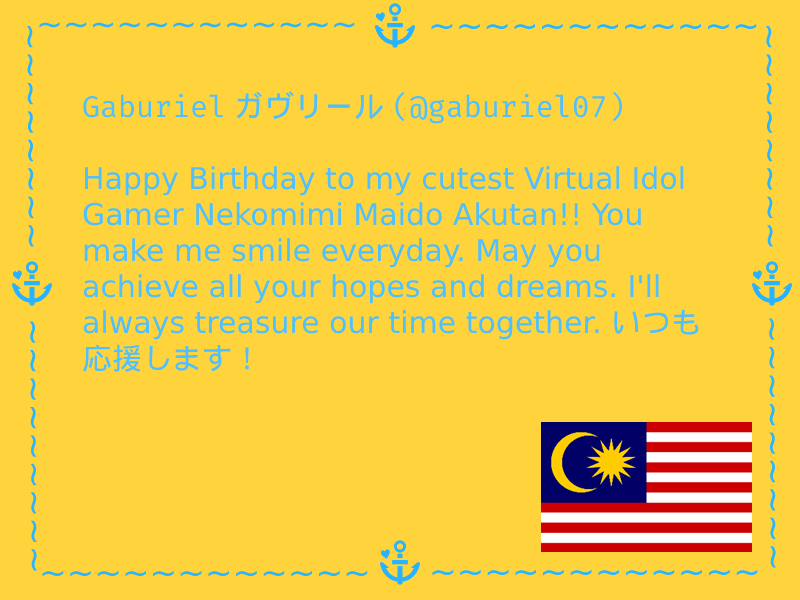 Gaburiel ガヴリール (@gaburiel07)
Happy Birthday to my cutest Virtual Idol
Gamer Nekomimi Maido Akutan!! You
make me smile everyday. May you
achieve all your hopes and dreams. I'll
always treasure our time together. いつも
応援します！